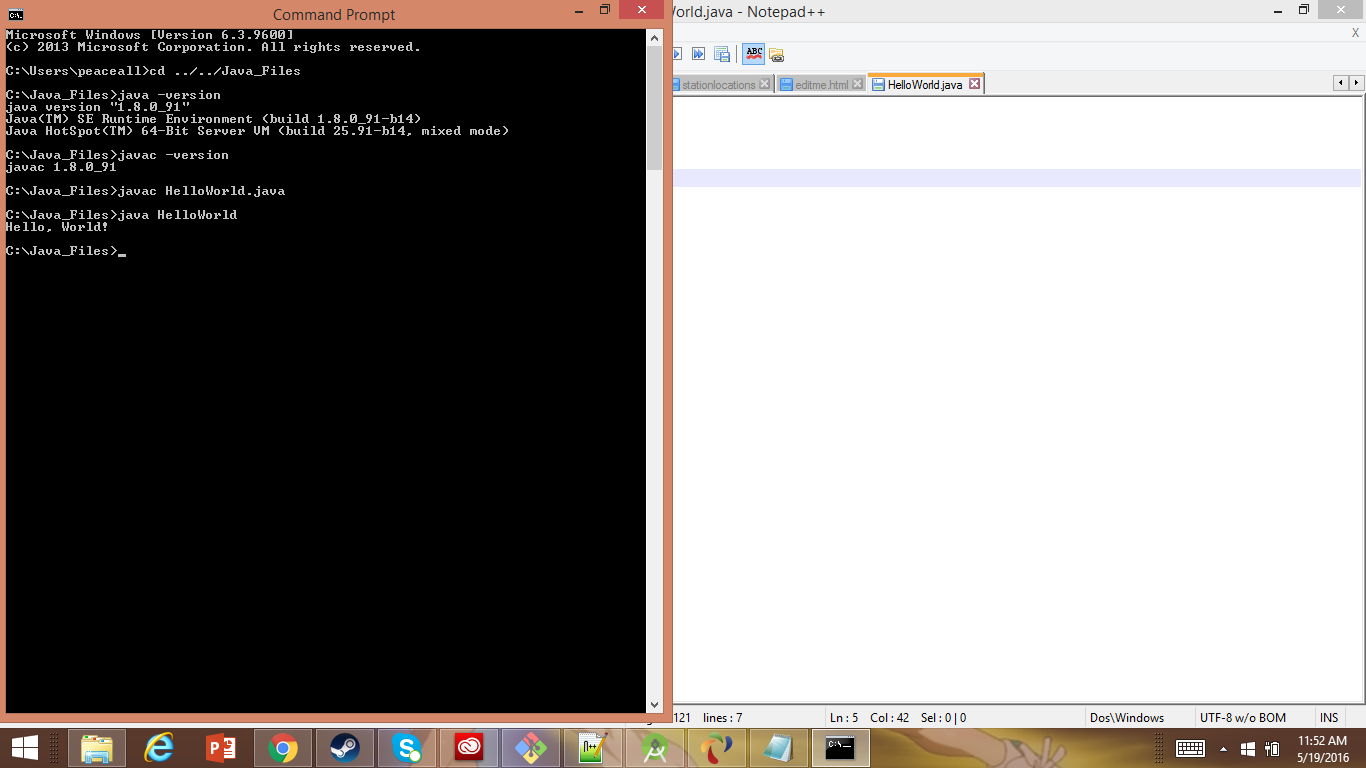 Command Prompt
Microsoft Windows [Version 6.3.9600]
(c) 2013 Microsoft Corporation. All rights reserved.
C:\Users\peaceall>cd ../../Java_Files
C:\Java_Files>java -version
java version "1.8.0_91"
Java(TM) SE Runtime Environment (build 1.8.0_91-b14)
Java HotSpot(TM) 64-Bit Server VM (build 25.91-b14, mixed mode)
C:\Java_Files>javac -version
javac 1.8.0_91
C:\Java_Files>javac HelloWorld.java
C:\Java_Files>java HelloWorld
Hello, World!
C:\Java_Files>_
World.java - Notepad++
X
ABC
stationlocations editme.html HelloWorld.java
121 lines : 7 Ln : 5 Col : 42 Sel : 0 | 0 Dos\Windows UTF-8 w/o BOM INS
11:52 AM
5/19/2016